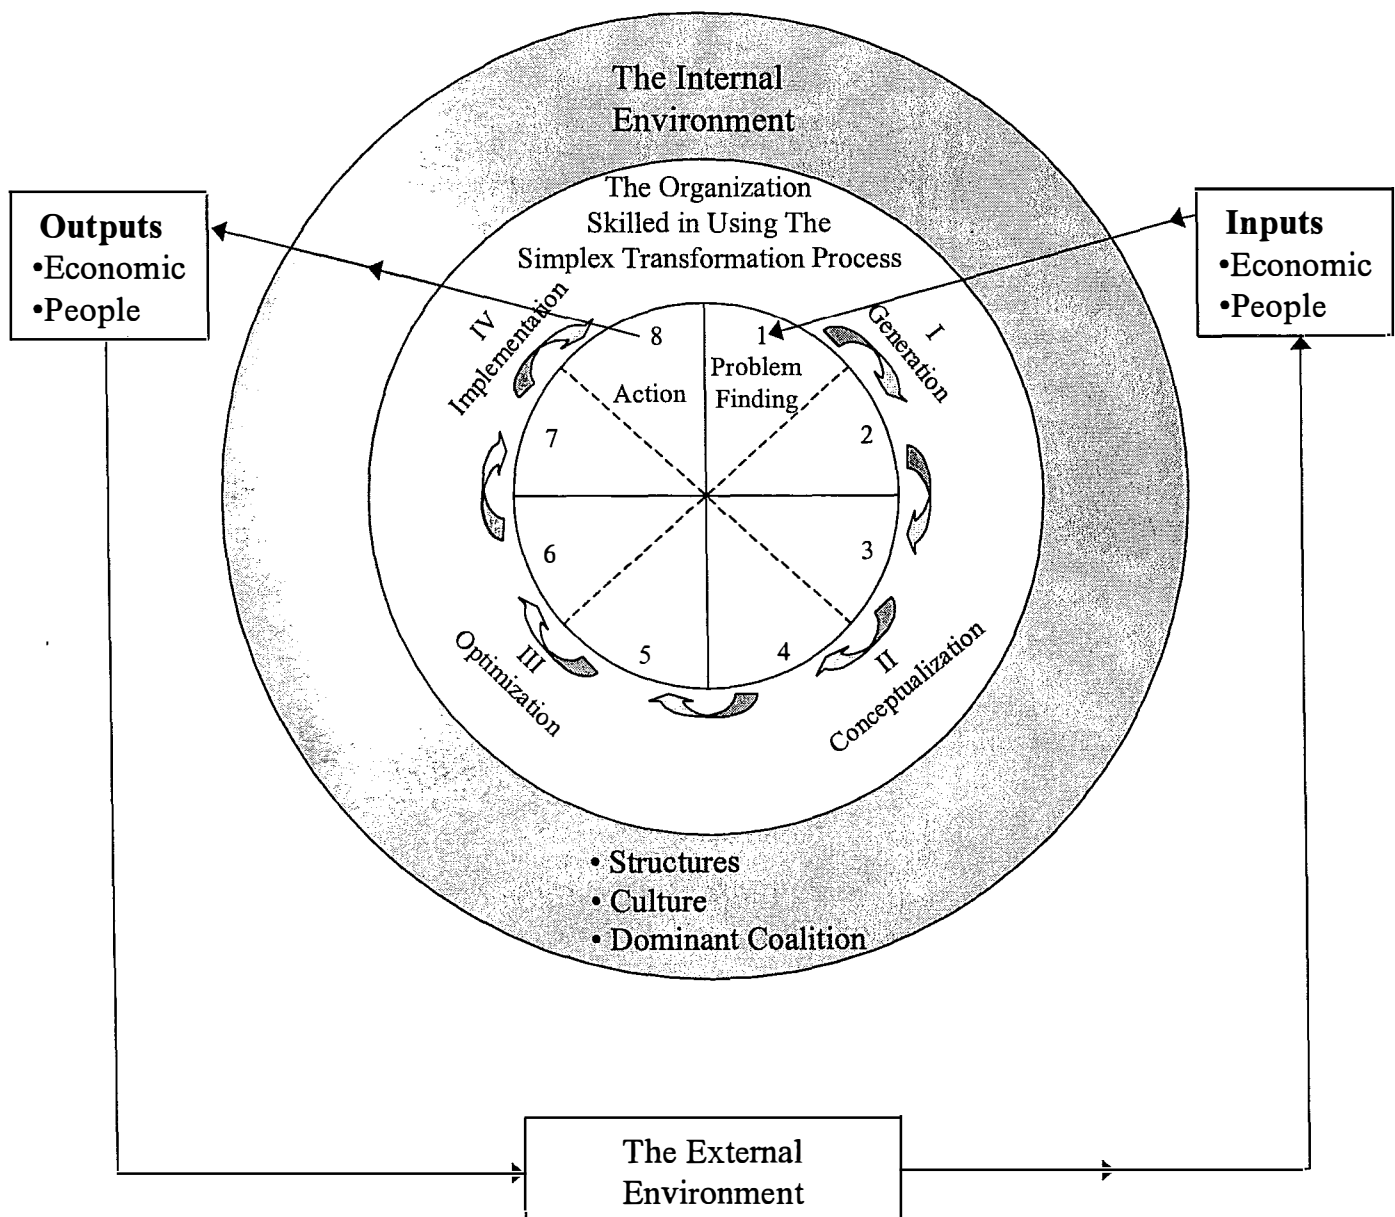 The Internal
Environment
The Organization
Skilled in Using The
Simplex Transformation Process
Outputs
•Economic
•People
Inputs
•Economic
•People
IV
Implementation
I
Generation
8
Action
1
Problem
Finding
7
2
6
3
5
4
III
Optimization
II
Conceptualization
• Structures
• Culture
• Dominant Coalition
The External
Environment